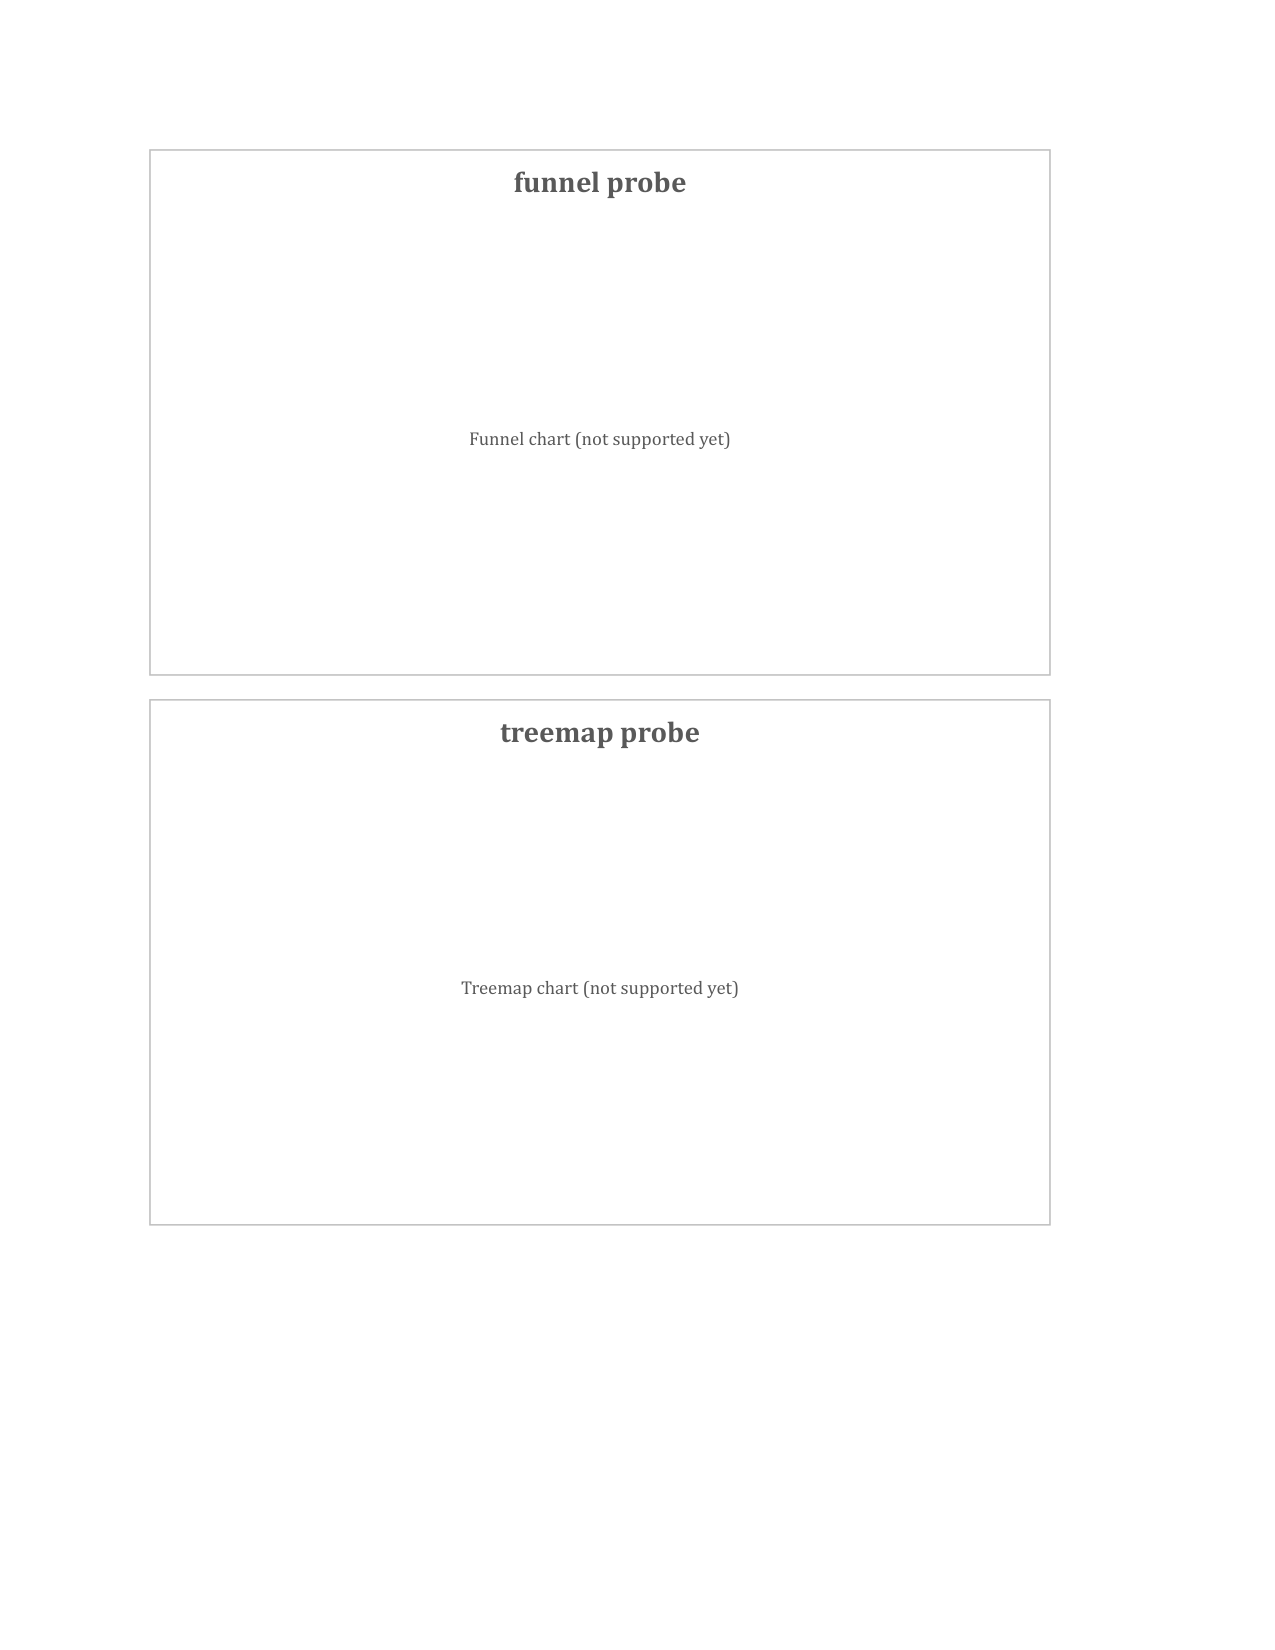 funnel probe
Funnel chart (not supported yet)
treemap probe
Treemap chart (not supported yet)